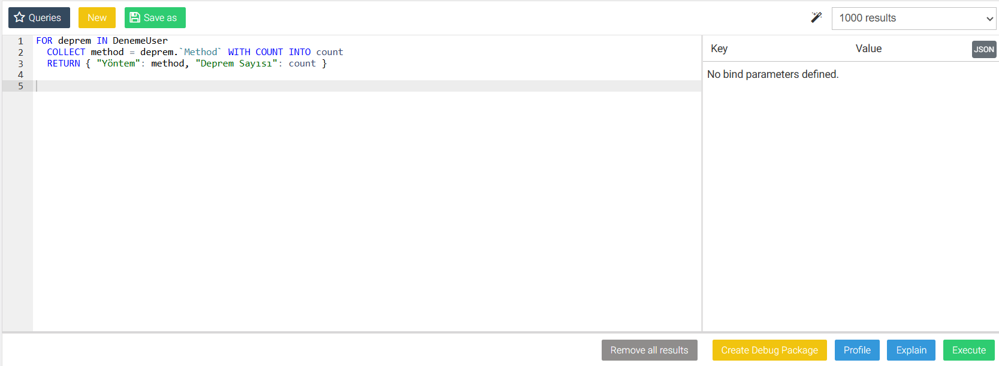 Queries New Save as 1000 results
1 FOR deprem IN DenemeUser
2 COLLECT method = deprem.`Method` WITH COUNT INTO count
3 RETURN { "Yöntem": method, "Deprem Sayısı": count }
4
5
Key Value JSON
No bind parameters defined.
Remove all results Create Debug Package Profile Explain Execute